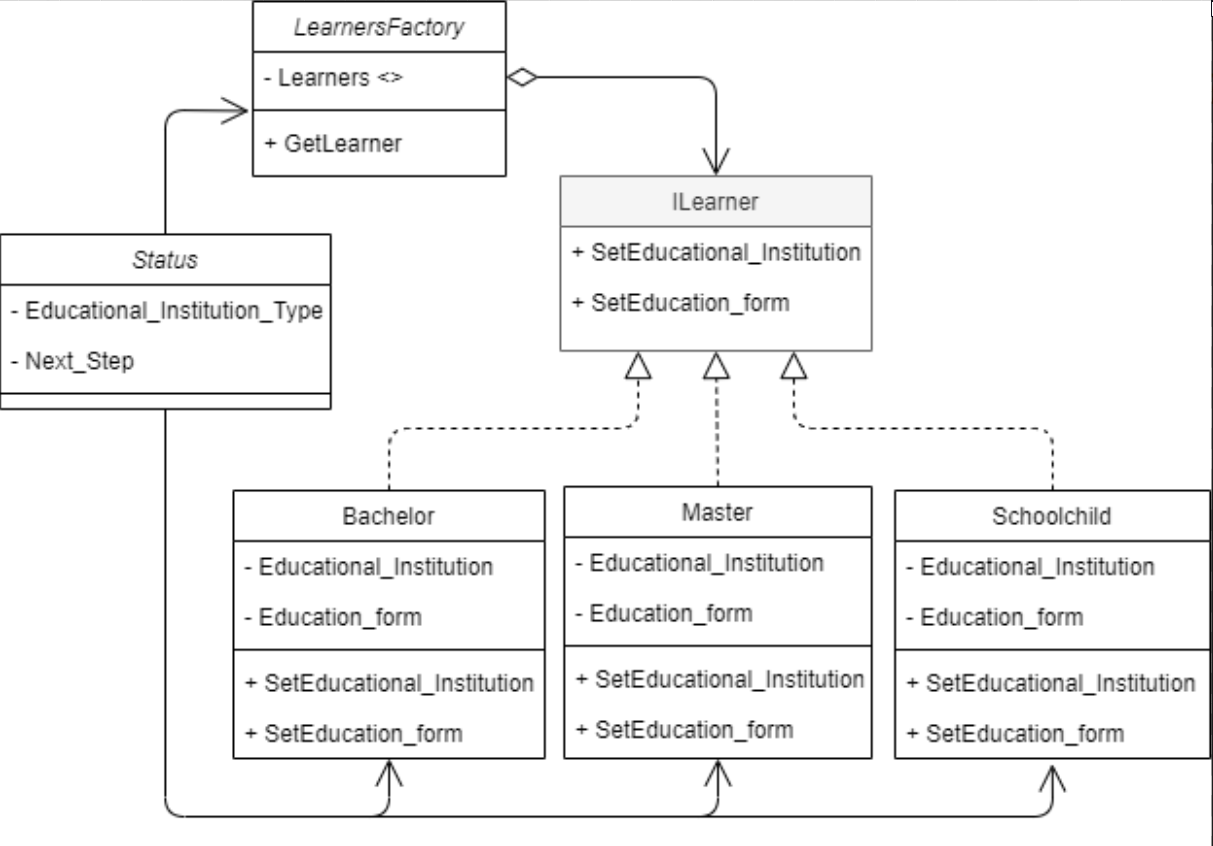 LearnersFactory
- Learners <>
+ GetLearner
ILearner
+ SetEducational_Institution
+ SetEducation_form
Status
- Educational_Institution_Type
- Next_Step
Bachelor
- Educational_Institution
- Education_form
+ SetEducational_Institution
+ SetEducation_form
Master
- Educational_Institution
- Education_form
+ SetEducational_Institution
+ SetEducation_form
Schoolchild
- Educational_Institution
- Education_form
+ SetEducational_Institution
+ SetEducation_form